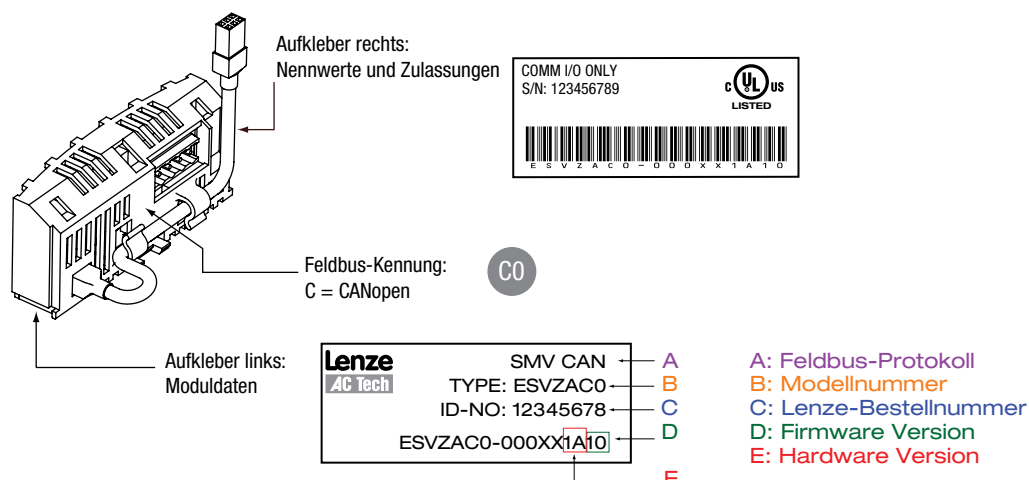 Aufkleber rechts:
Nennwerte und Zulassungen
COMM I/O ONLY
S/N: 123456789
C UL US
LISTED
ESVZAC0-000XX1A10
Feldbus-Kennung:
C = CANopen
C0
Aufkleber links:
Moduldaten
Lenze
AC Tech
SMV CAN
TYPE: ESVZAC0
ID-NO: 12345678
ESVZAC0-000XX1A10
A
B
C
D
E
A: Feldbus-Protokoll
B: Modellnummer
C: Lenze-Bestellnummer
D: Firmware Version
E: Hardware Version